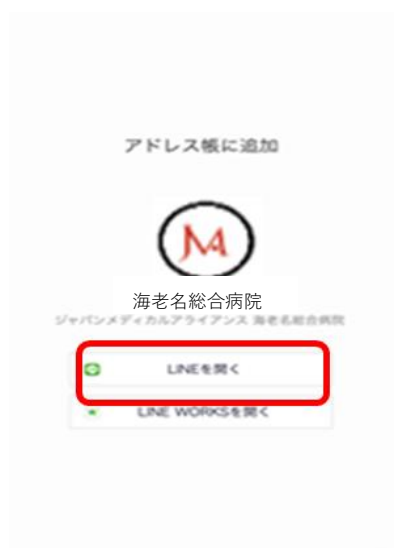 アドレス帳に追加
JMA
海老名総合病院
ジャパンメディカルアライアンス 海老名総合病院
LINEを開く
LINE WORKSを開く